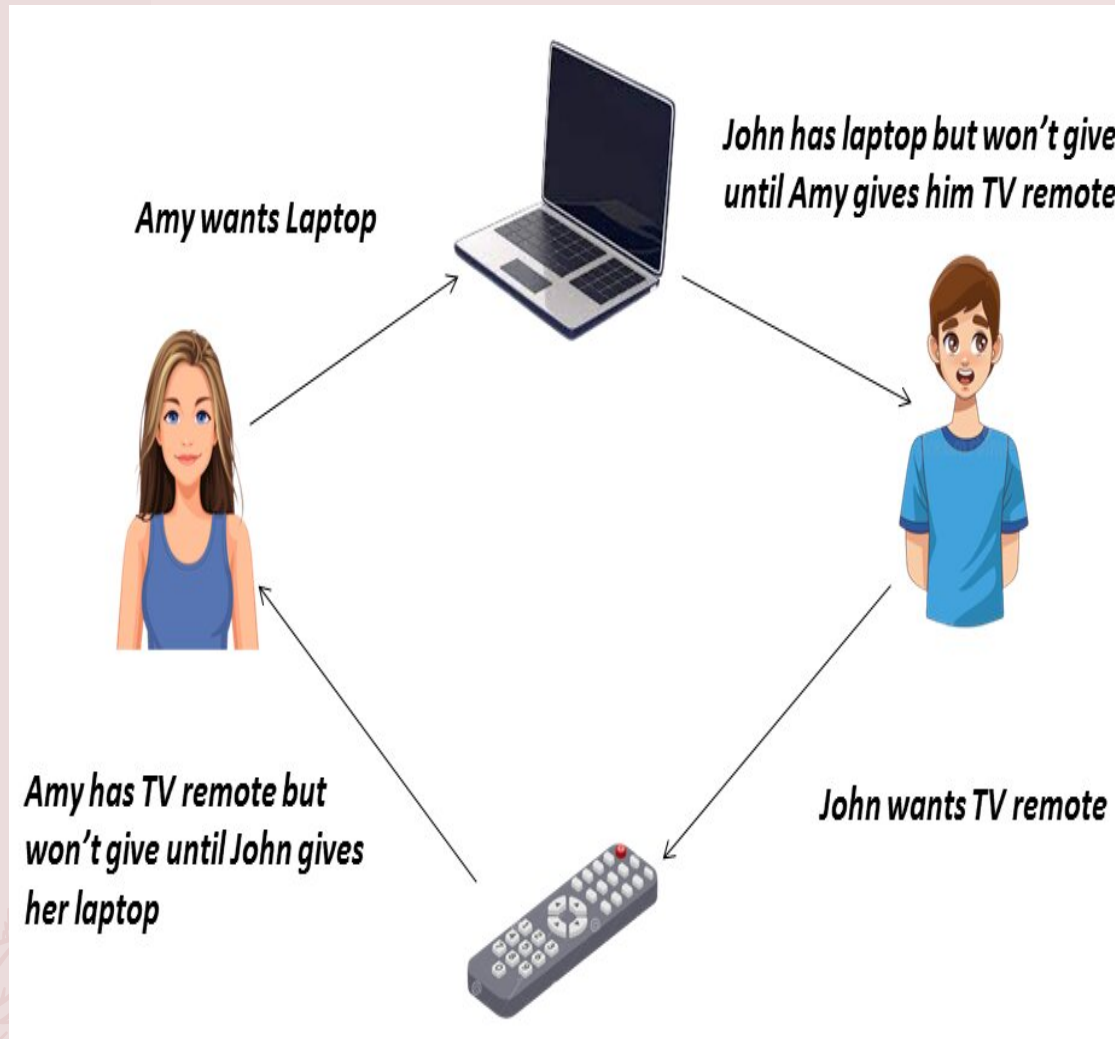 John has laptop but won't give
until Amy gives him TV remote
Amy wants Laptop
Amy has TV remote but
won't give until John gives
her laptop
John wants TV remote